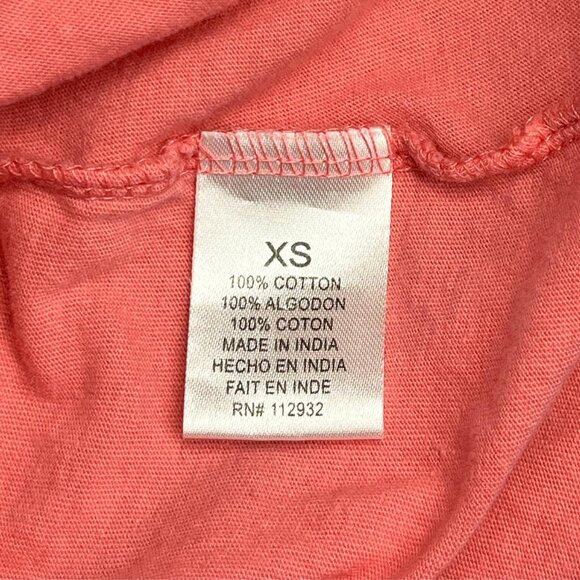 XS
100% COTTON
100% ALGODON
100% COTON
MADE IN INDIA
HECHO EN INDIA
FAIT EN INDE
RN# 112932